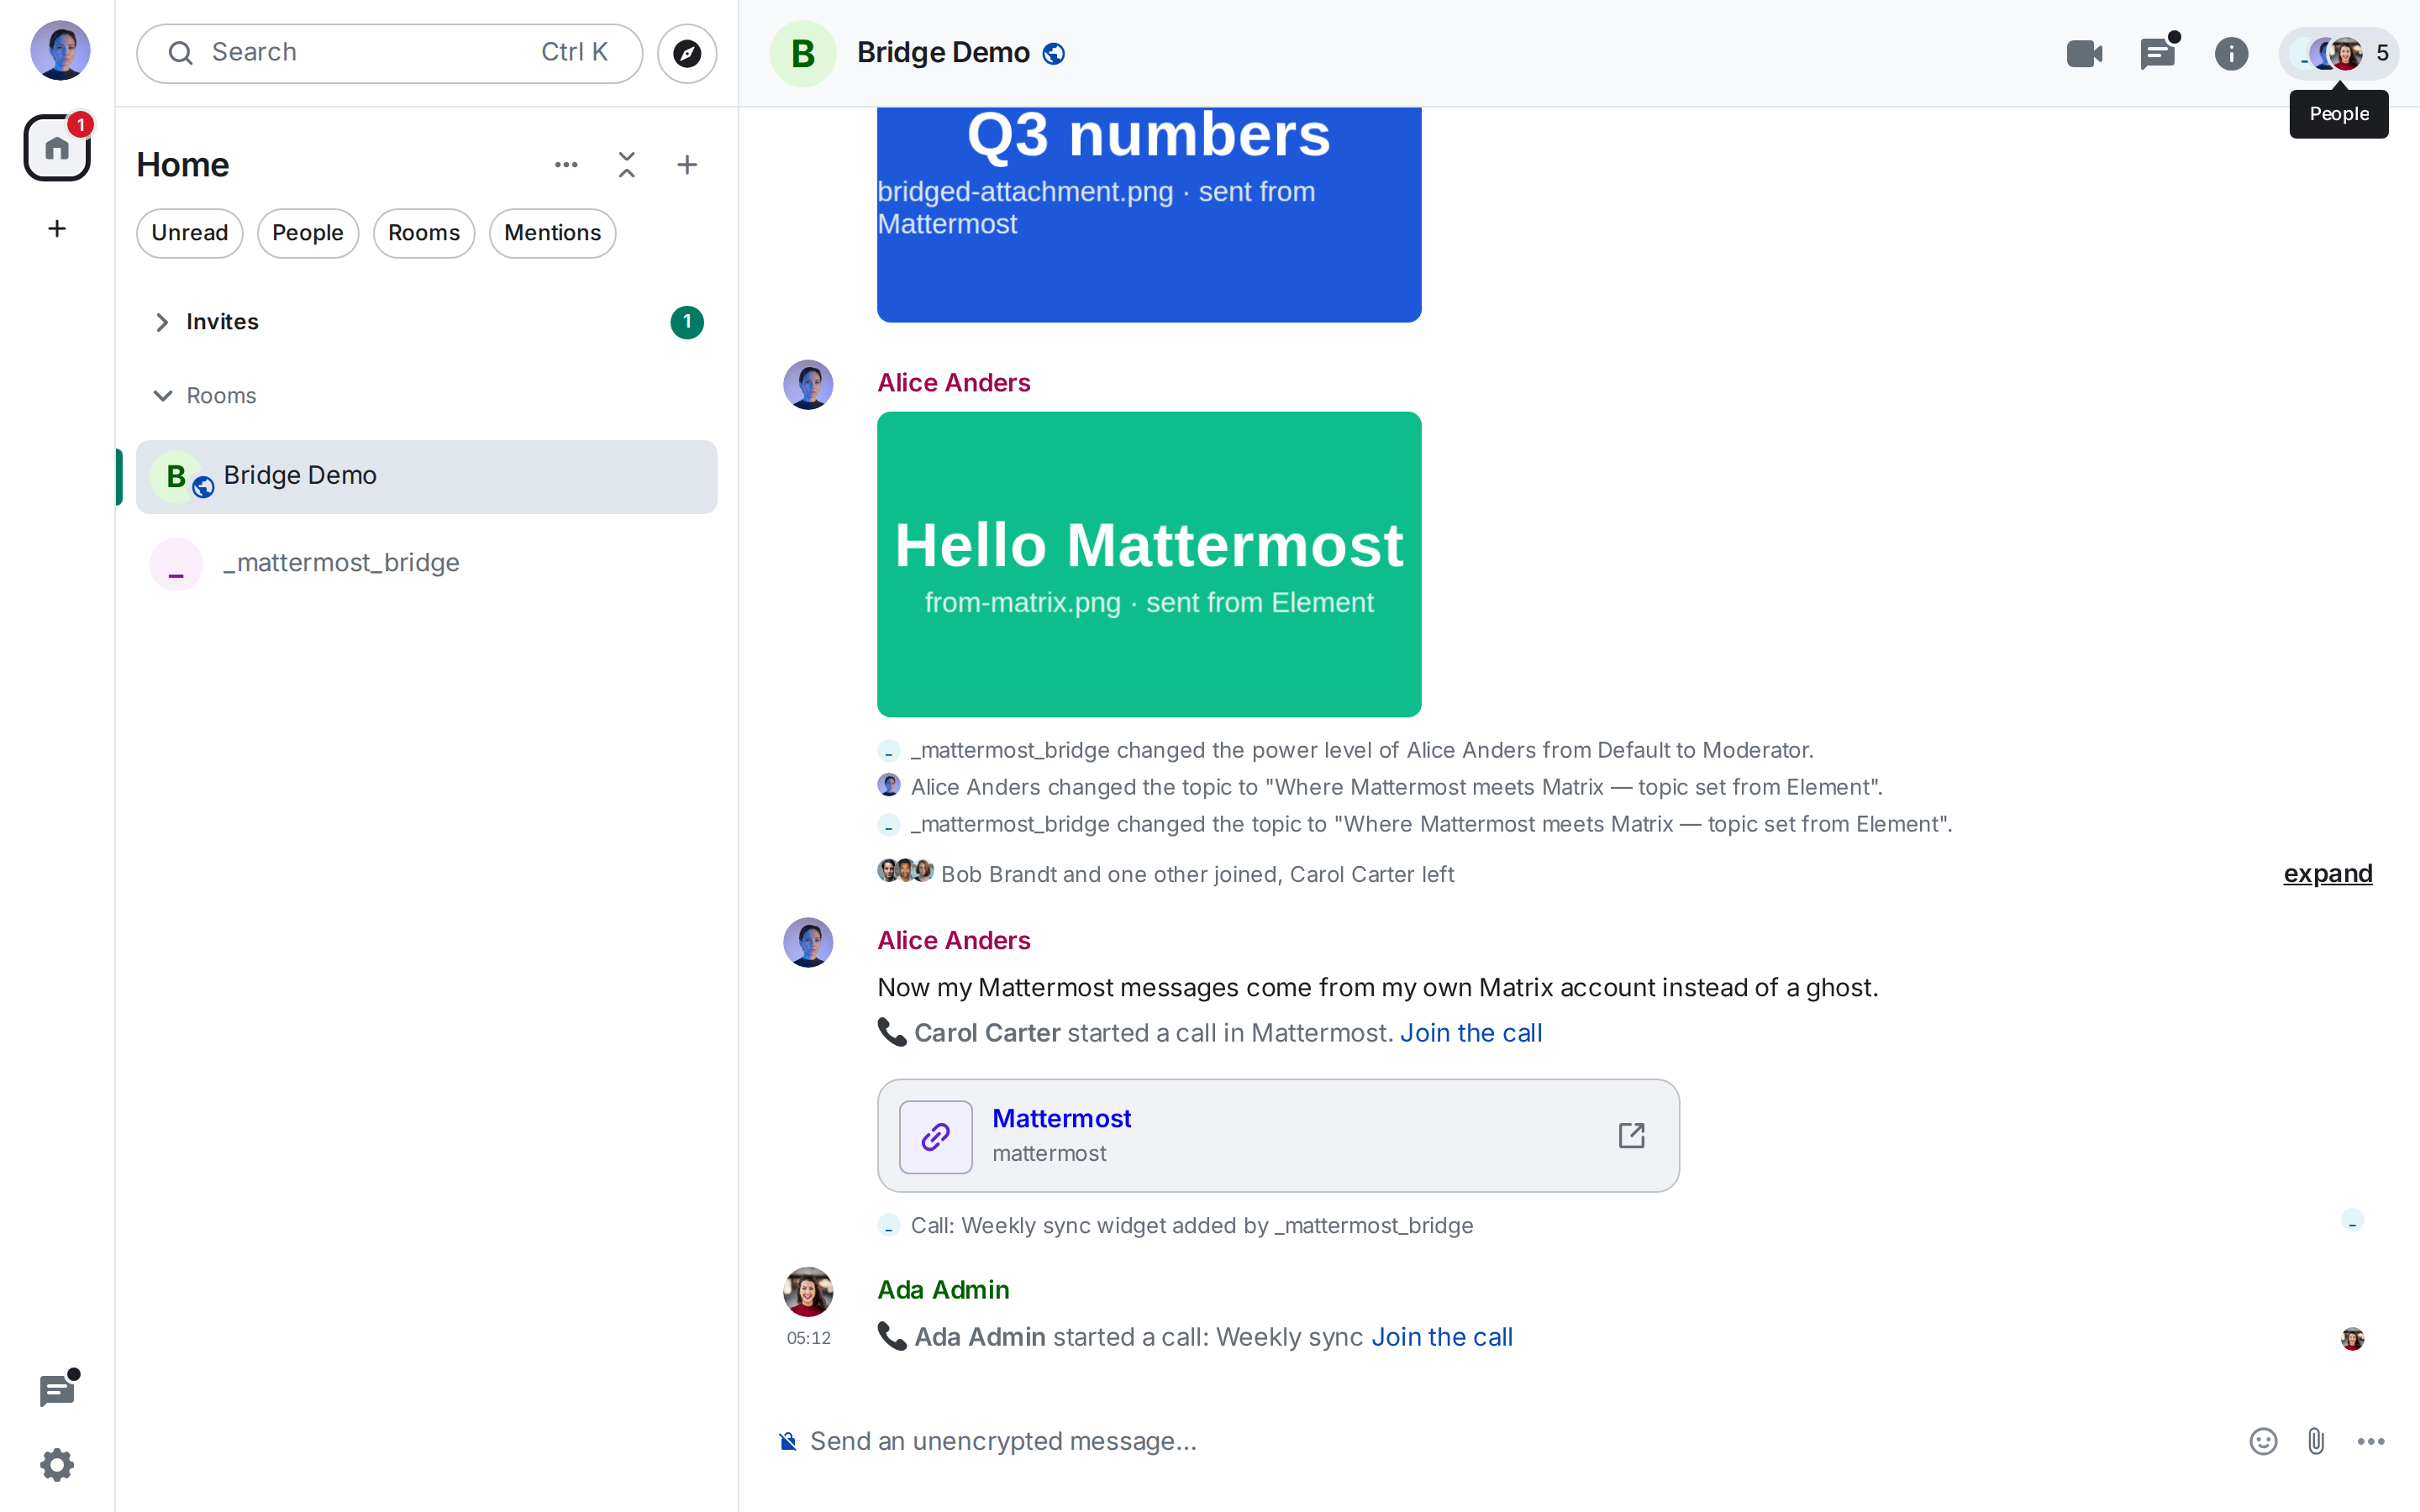 Search Ctrl K
B Bridge Demo
5
People
1
Home
Unread People Rooms Mentions
Invites 1
Rooms
B Bridge Demo
_ _mattermost_bridge
Q3 numbers
bridged-attachment.png · sent from
Mattermost
Alice Anders
Hello Mattermost
from-matrix.png · sent from Element
_mattermost_bridge changed the power level of Alice Anders from Default to Moderator.
Alice Anders changed the topic to "Where Mattermost meets Matrix — topic set from Element".
_mattermost_bridge changed the topic to "Where Mattermost meets Matrix — topic set from Element".
Bob Brandt and one other joined, Carol Carter left expand
Alice Anders
Now my Mattermost messages come from my own Matrix account instead of a ghost.
Carol Carter started a call in Mattermost. Join the call
Mattermost
mattermost
Call: Weekly sync widget added by _mattermost_bridge
Ada Admin
05:12 Ada Admin started a call: Weekly sync Join the call
Send an unencrypted message...